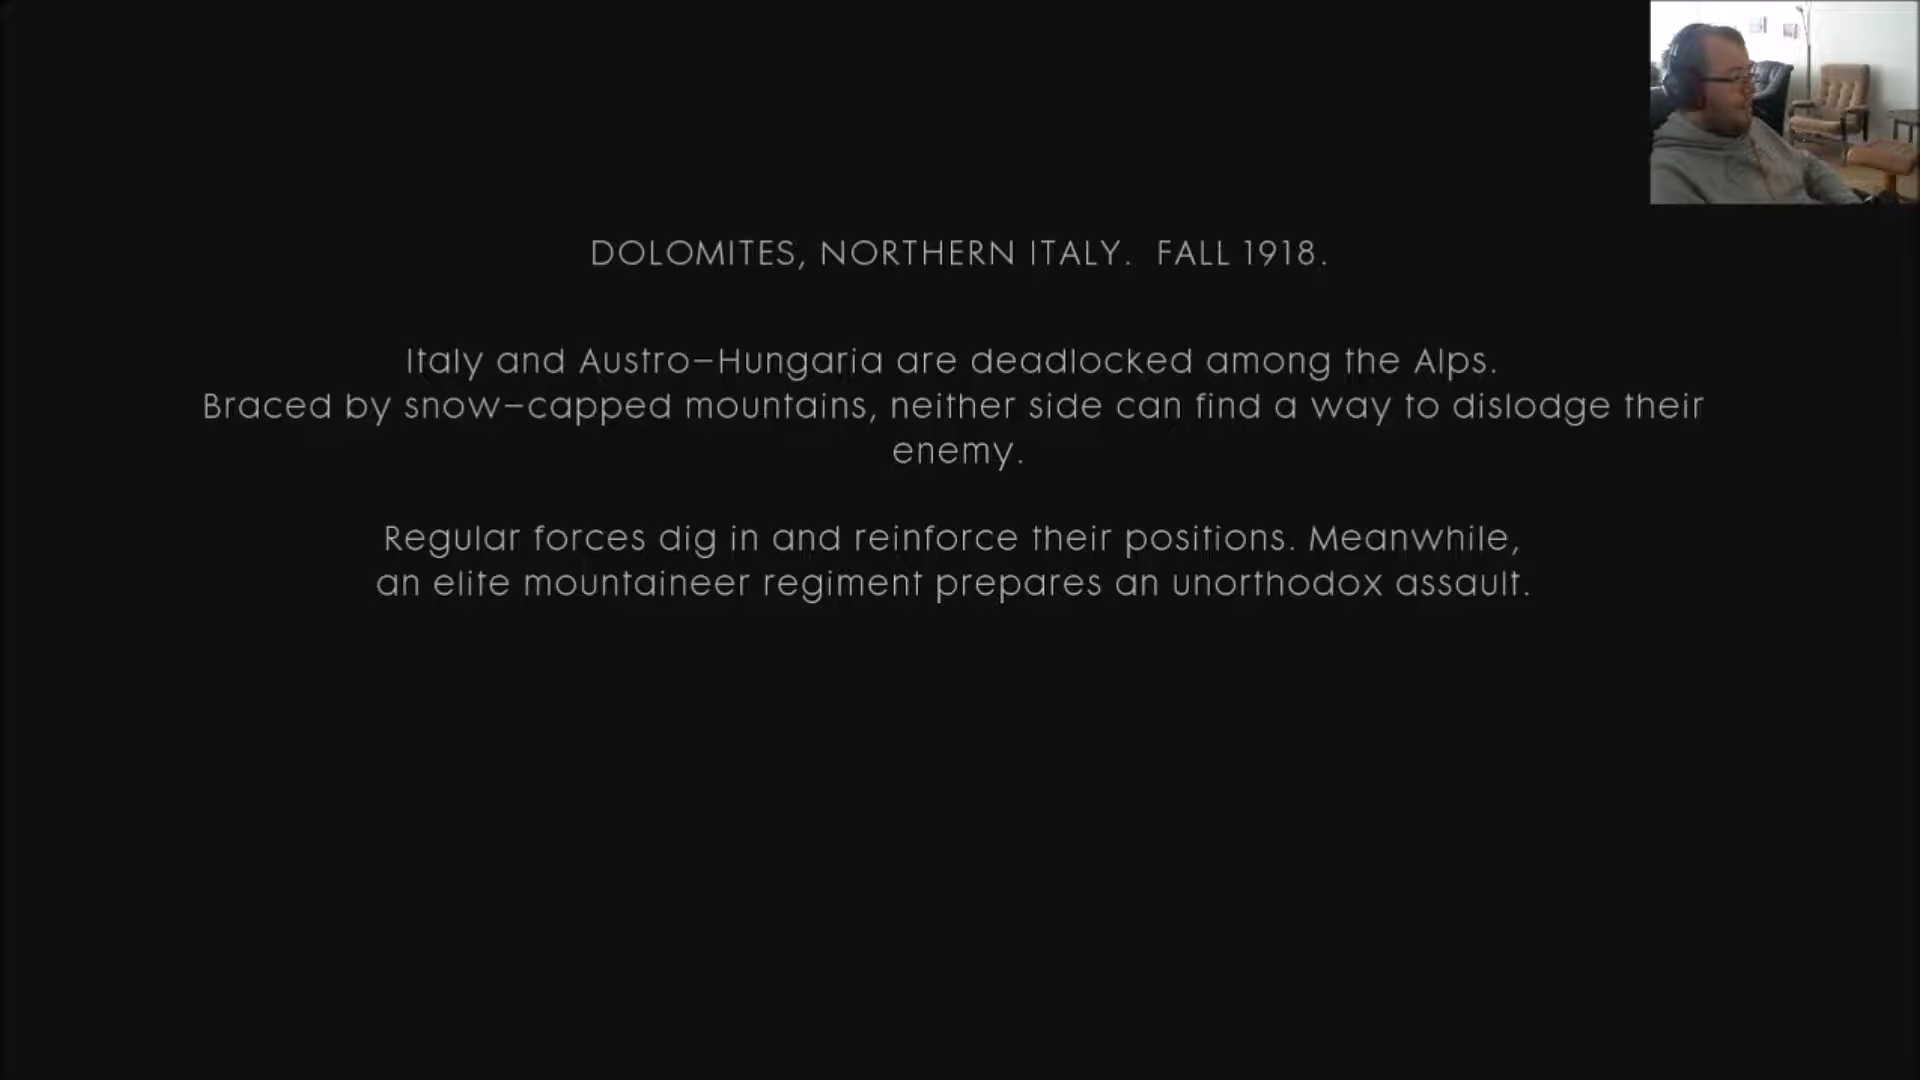 DOLOMITES, NORTHERN ITALY.  FALL 1918.
Italy and Austro–Hungaria are deadlocked among the Alps.
Braced by snow–capped mountains, neither side can find a way to dislodge their
enemy.
Regular forces dig in and reinforce their positions. Meanwhile,
an elite mountaineer regiment prepares an unorthodox assault.